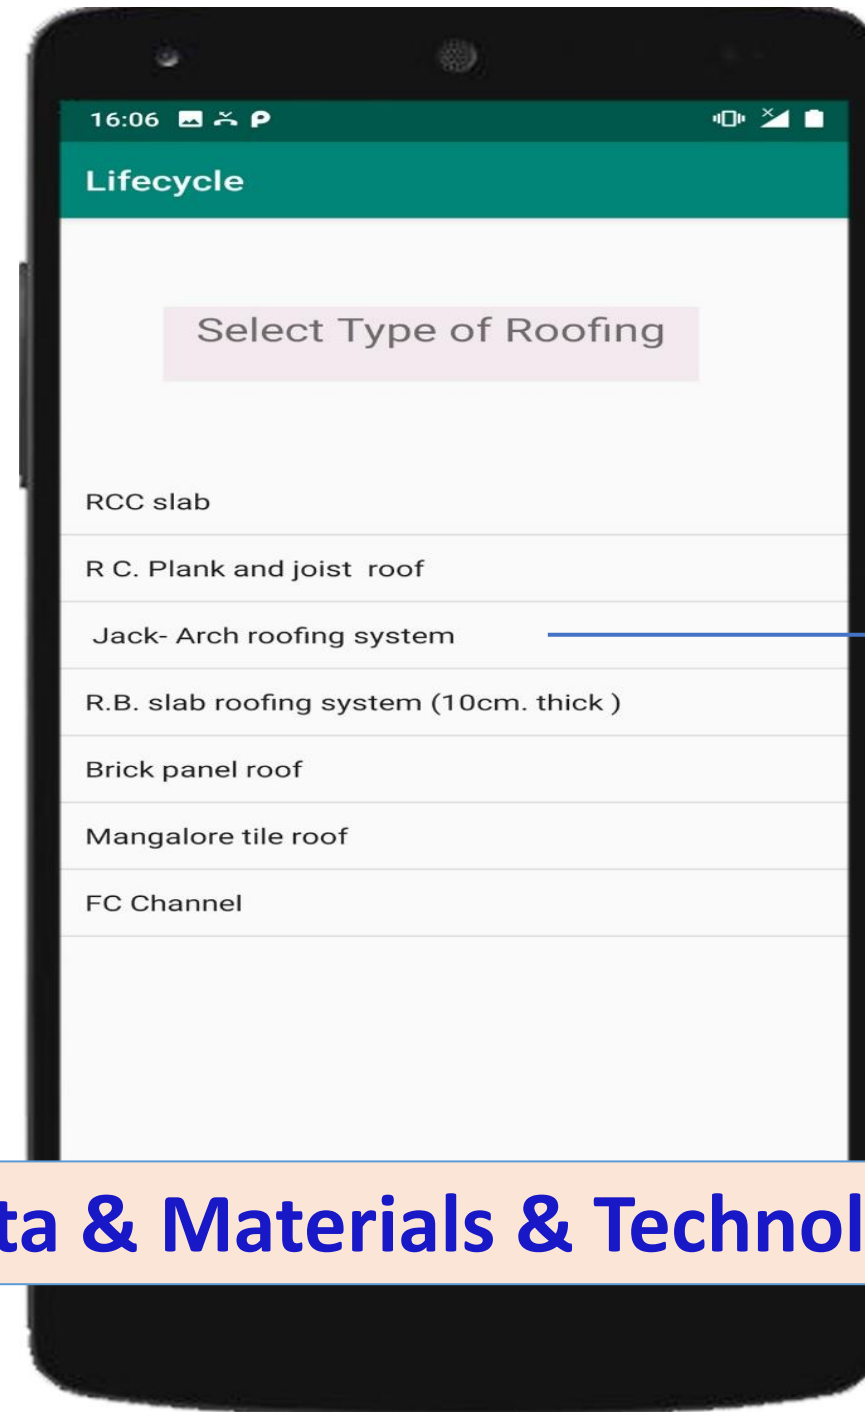 16:06
Lifecycle
Select Type of Roofing
RCC slab
R C. Plank and joist  roof
Jack- Arch roofing system
R.B. slab roofing system (10cm. thick )
Brick panel roof
Mangalore tile roof
FC Channel
ta & Materials & Technol